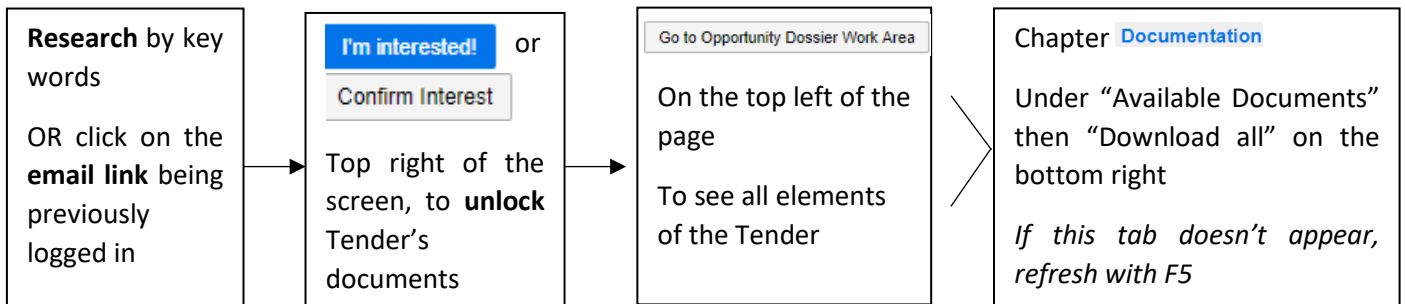 Research by key
words
OR click on the
email link being
previously
logged in
I'm interested! or
Confirm Interest
Top right of the
screen, to unlock
Tender's
documents
Go to Opportunity Dossier Work Area
On the top left of the
page
To see all elements
of the Tender
Chapter Documentation
Under “Available Documents”
then “Download all” on the
bottom right
If this tab doesn’t appear,
refresh with F5